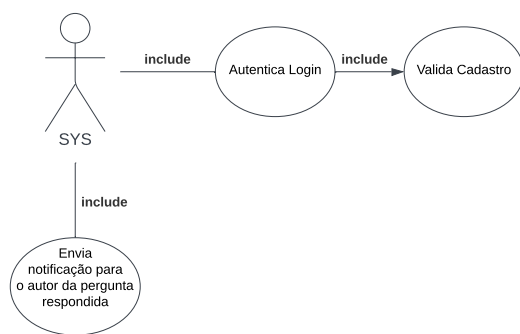 include
Autentica Login
include
Valida Cadastro
SYS
include
Envia
notificação para
o autor da pergunta
respondida